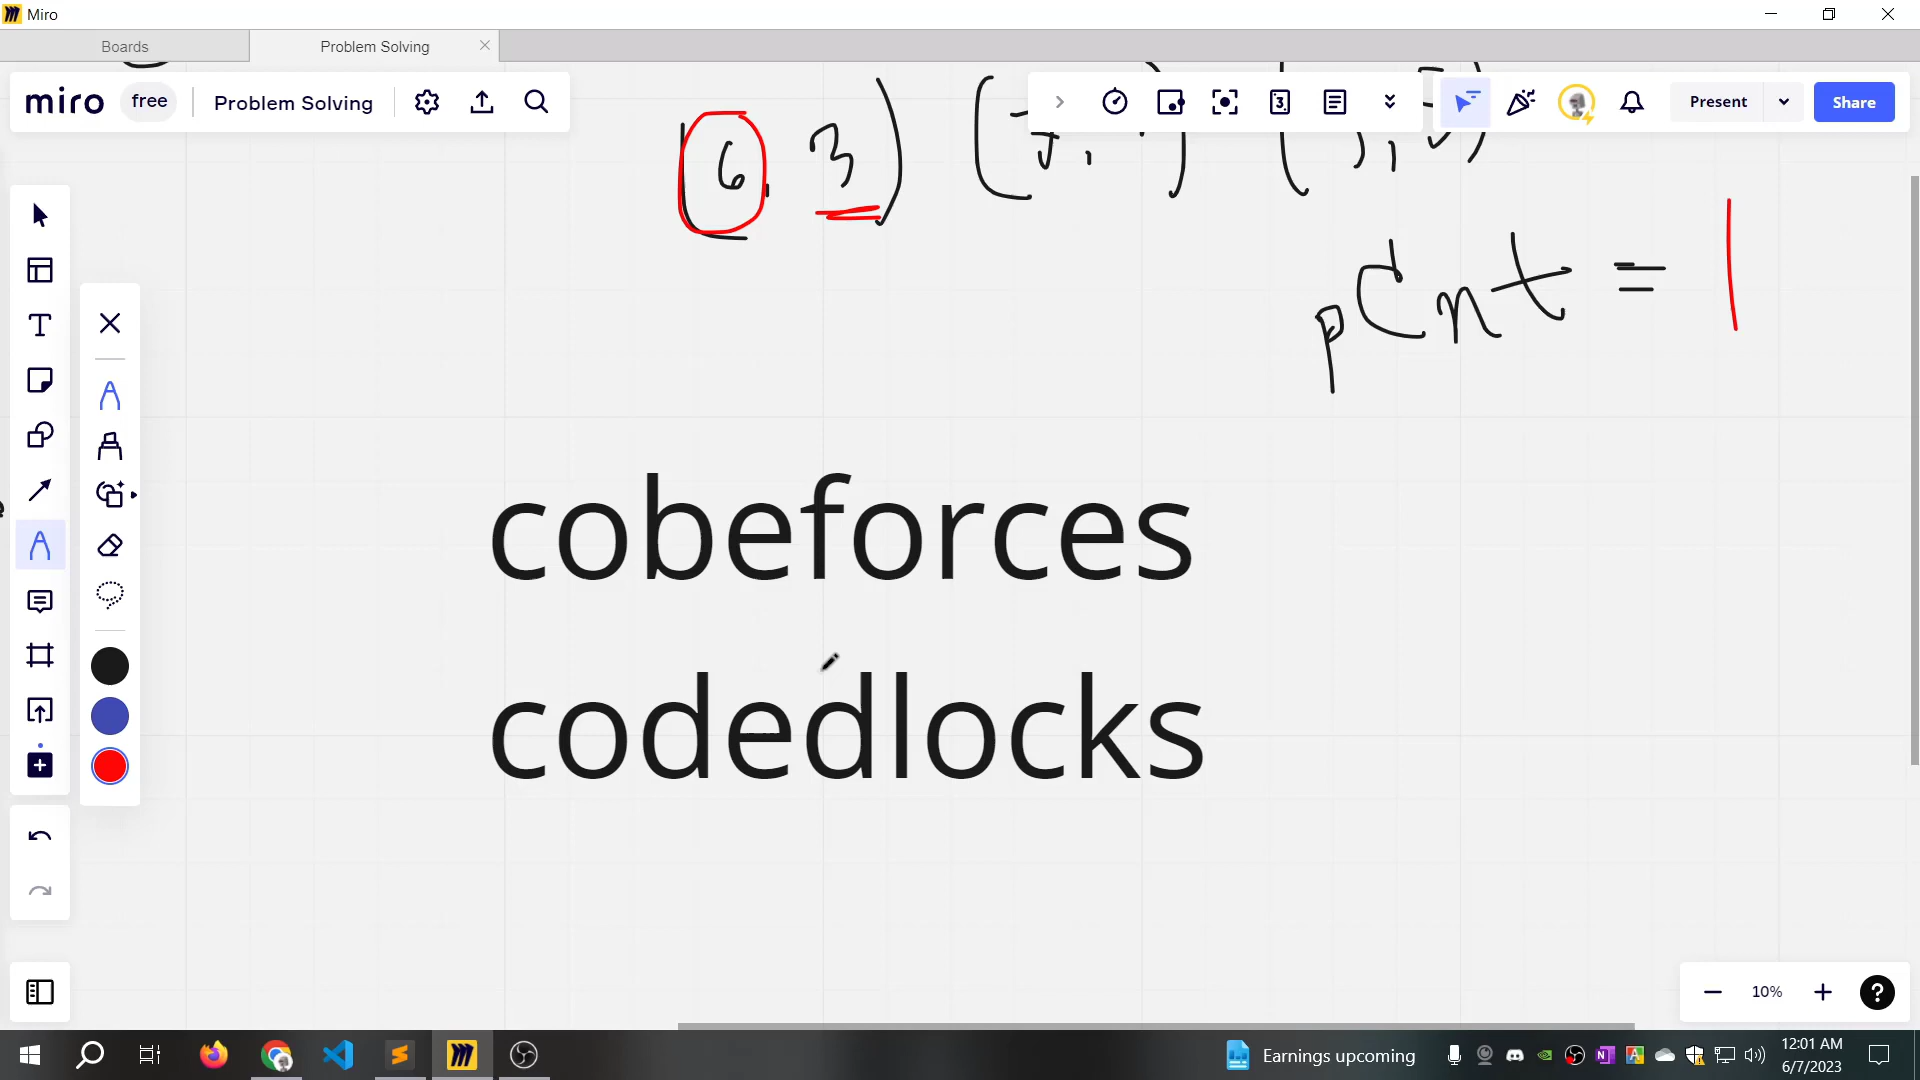 Miro
Boards
Problem Solving
miro
free
Problem Solving
Present
Share
6, 3)
pCnt = 1
cobeforces
codedlocks
10%
Earnings upcoming
12:01 AM
6/7/2023